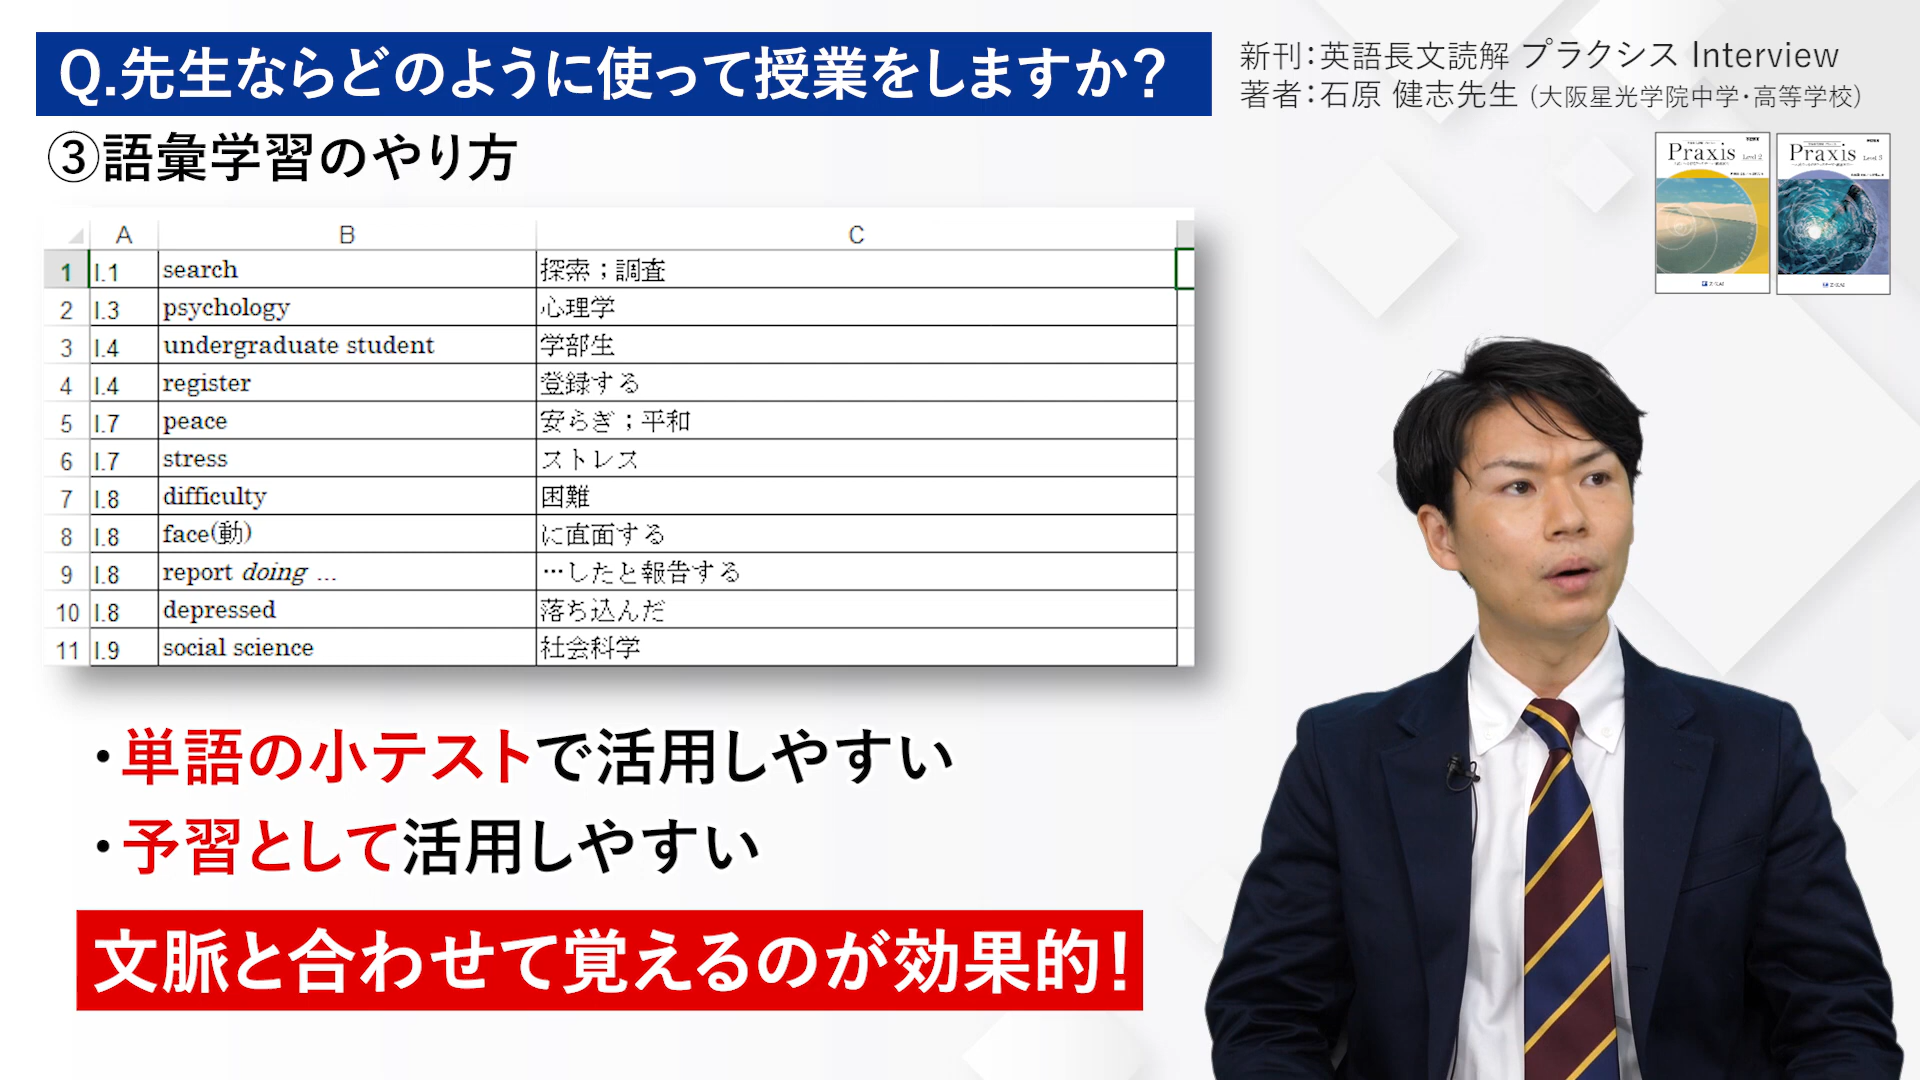 Q.先生ならどのように使って授業をしますか?
新刊:英語長文読解 プラクシス Interview
著者:石原 健志先生 (大阪星光学院中学・高等学校)
③語彙学習のやり方
Praxis Level 2
Praxis Level 3
A B C
1 l.1 search 探索;調査
2 l.3 psychology 心理学
3 l.4 undergraduate student 学部生
4 l.4 register 登録する
5 l.7 peace 安らぎ;平和
6 l.7 stress ストレス
7 l.8 difficulty 困難
8 l.8 face(動) に直面する
9 l.8 report doing ... …したと報告する
10 l.8 depressed 落ち込んだ
11 l.9 social science 社会科学
・単語の小テストで活用しやすい
・予習として活用しやすい
文脈と合わせて覚えるのが効果的!